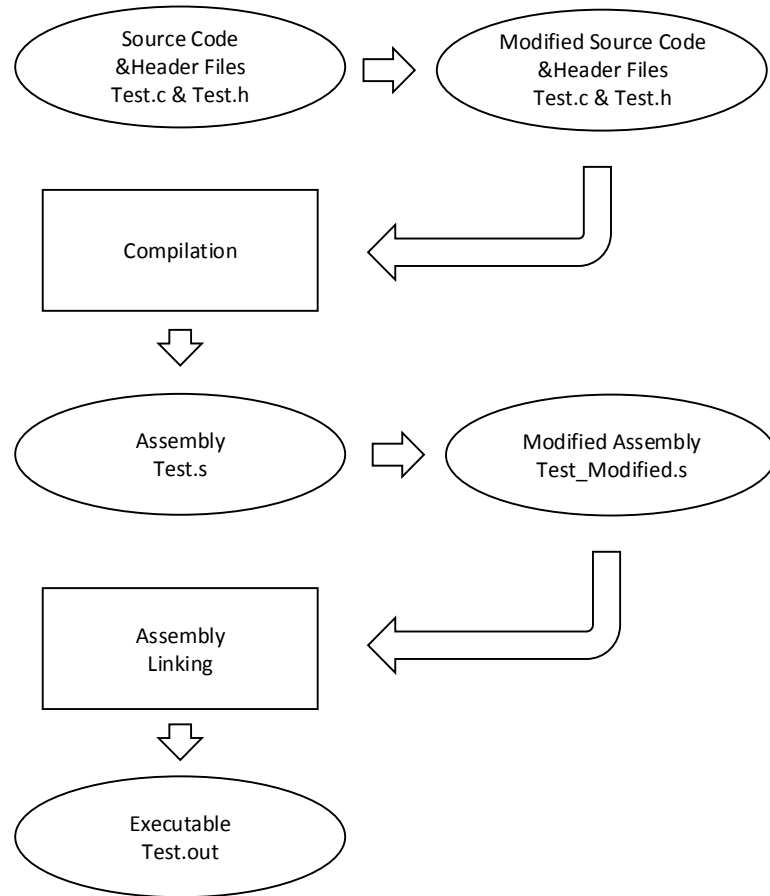 Source Code
&Header Files
Test.c & Test.h
Modified Source Code
&Header Files
Test.c & Test.h
Compilation
Assembly
Test.s
Modified Assembly
Test_Modified.s
Assembly
Linking
Executable
Test.out